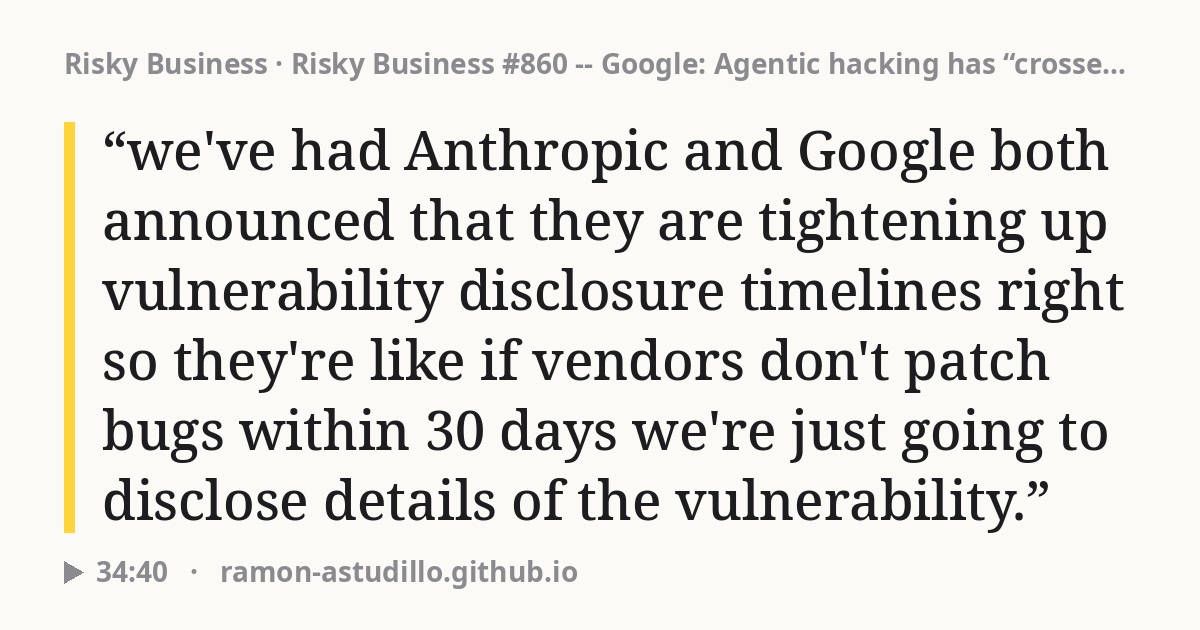 Risky Business · Risky Business #860 -- Google: Agentic hacking has “crosse...
“we've had Anthropic and Google both
announced that they are tightening up
vulnerability disclosure timelines right
so they're like if vendors don't patch
bugs within 30 days we're just going to
disclose details of the vulnerability.”
▶ 34:40 · ramon-astudillo.github.io